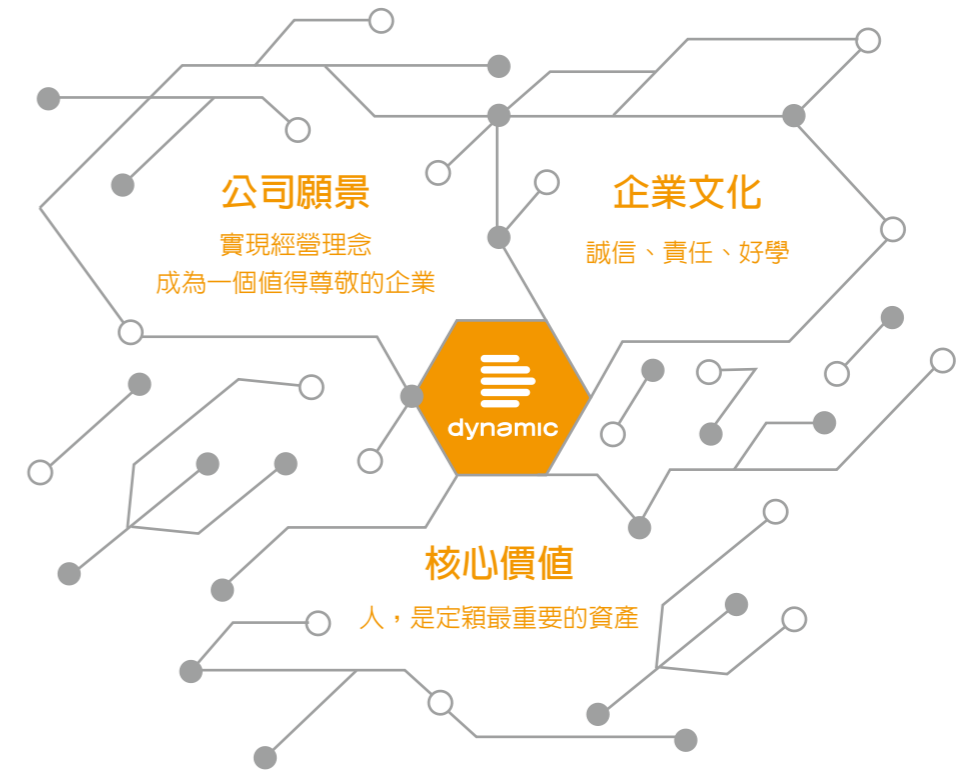 公司願景
實現經營理念
成為一個值得尊敬的企業
企業文化
誠信、責任、好學
dynamic
核心價值
人，是定穎最重要的資產